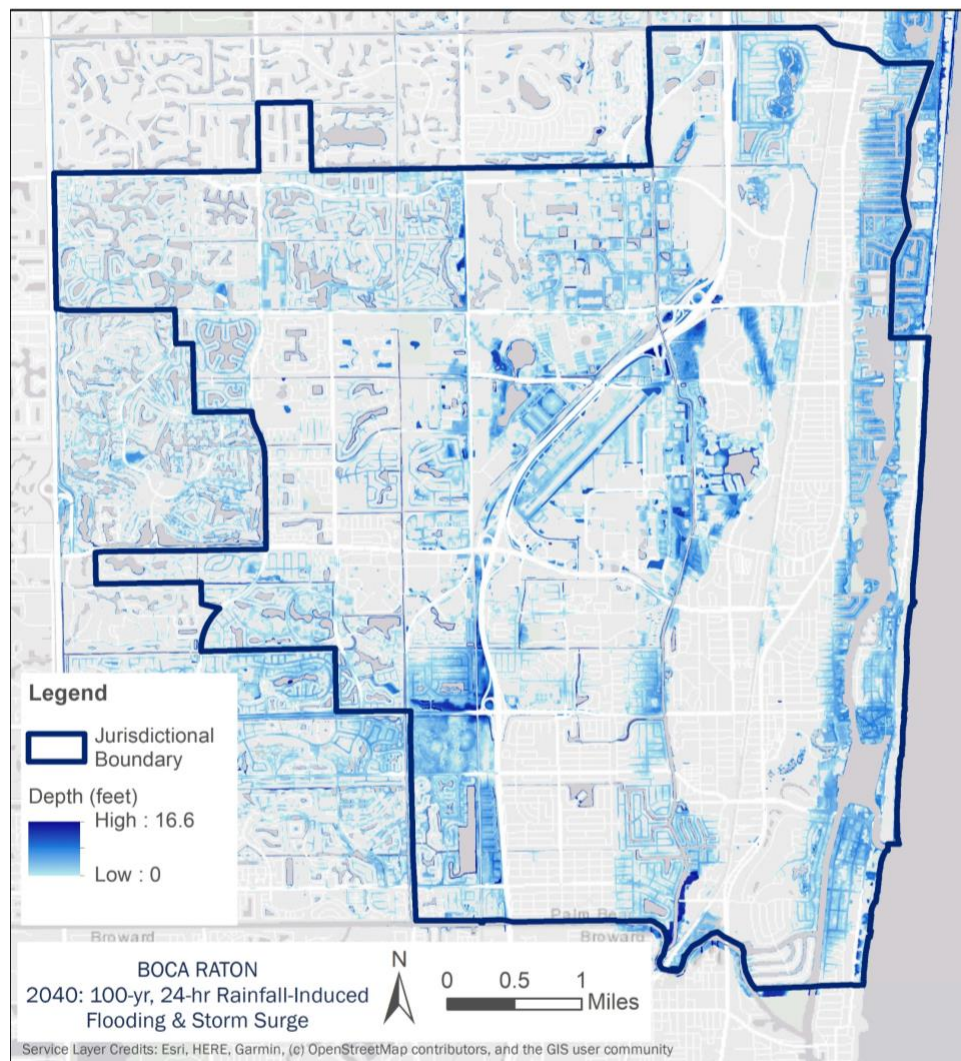 Legend
Jurisdictional
Boundary
Depth (feet)
High : 16.6
Low : 0
Palm Beach
Broward
Broward
BOCA RATON
2040: 100-yr, 24-hr Rainfall-Induced
Flooding & Storm Surge
N
0 0.5 1
Miles
Service Layer Credits: Esri, HERE, Garmin, (c) OpenStreetMap contributors, and the GIS user community